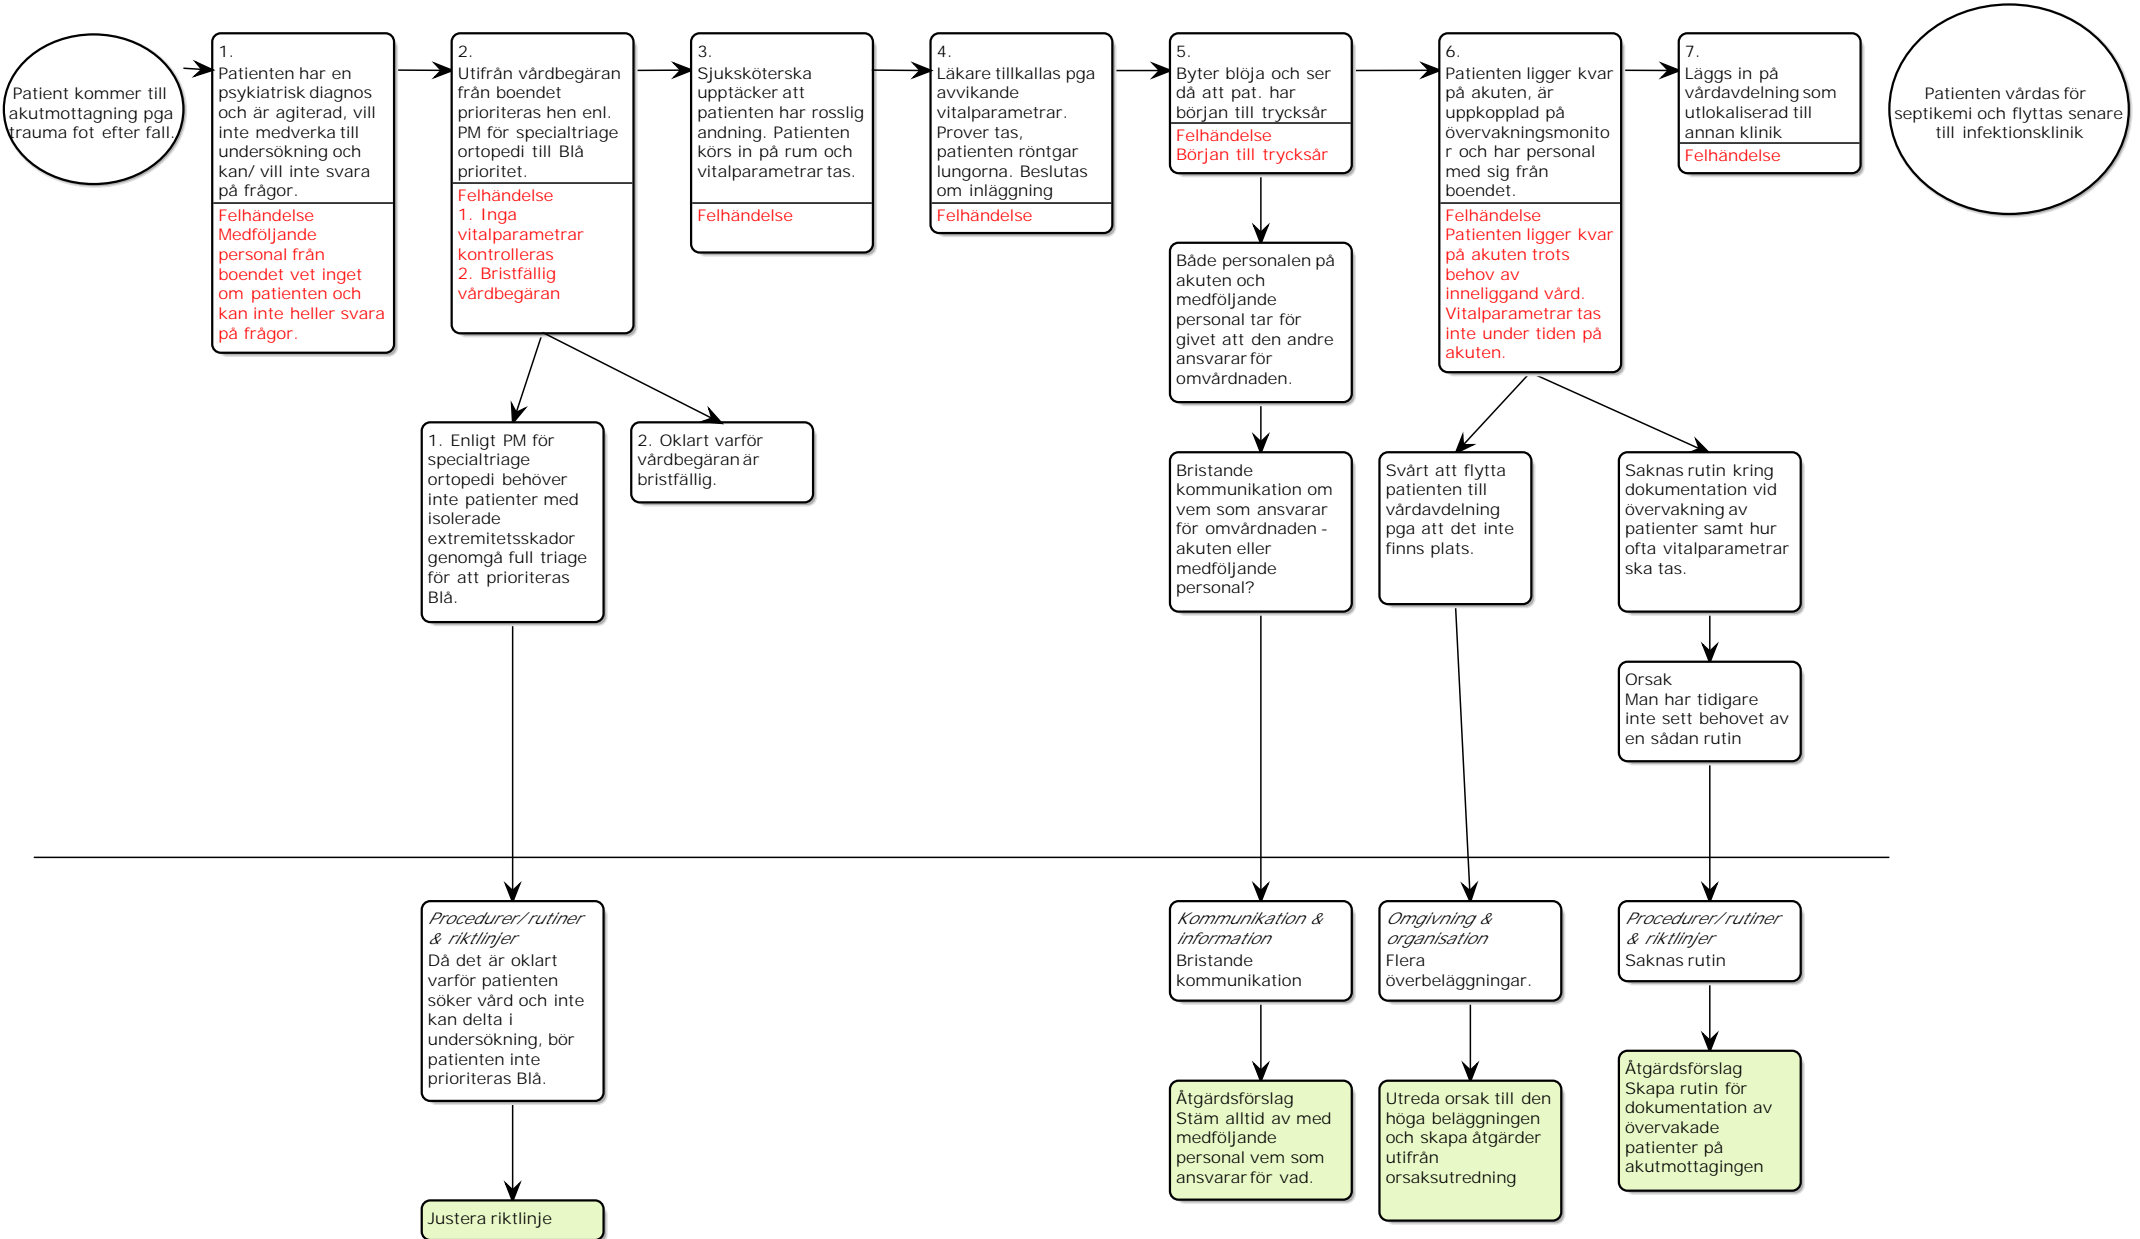 Patient kommer till
akutmottagning pga
trauma fot efter fall.
1.
Patienten har en
psykiatrisk diagnos
och är agiterad, vill
inte medverka till
undersökning och
kan/ vill inte svara
på frågor.
Felhändelse
Medföljande
personal från
boendet vet inget
om patienten och
kan inte heller svara
på frågor.
2.
Utifrån vårdbegäran
från boendet
prioriteras hen enl.
PM för specialtriage
ortopedi till Blå
prioritet.
Felhändelse
1. Inga
vitalparametrar
kontrolleras
2. Bristfällig
vårdbegäran
3.
Sjuksköterska
upptäcker att
patienten har rosslig
andning. Patienten
körs in på rum och
vitalparametrar tas.
Felhändelse
4.
Läkare tillkallas pga
avvikande
vitalparametrar.
Prover tas,
patienten röntgar
lungorna. Beslutas
om inläggning
Felhändelse
5.
Byter blöja och ser
då att pat. har
början till trycksår
Felhändelse
Början till trycksår
6.
Patienten ligger kvar
på akuten, är
uppkopplad på
övervakningsmonito
r och har personal
med sig från
boendet.
Felhändelse
Patienten ligger kvar
på akuten trots
behov av
inneliggand vård.
Vitalparametrar tas
inte under tiden på
akuten.
7.
Läggs in på
vårdavdelning som
utlokaliserad till
annan klinik
Felhändelse
Patienten vårdas för
septikemi och flyttas senare
till infektionsklinik
1. Enligt PM för
specialtriage
ortopedi behöver
inte patienter med
isolerade
extremitetsskador
genomgå full triage
för att prioriteras
Blå.
2. Oklart varför
vårdbegäran är
bristfällig.
Både personalen på
akuten och
medföljande
personal tar för
givet att den andre
ansvarar för
omvårdnaden.
Bristande
kommunikation om
vem som ansvarar
för omvårdnaden -
akuten eller
medföljande
personal?
Svårt att flytta
patienten till
vårdavdelning
pga att det inte
finns plats.
Saknas rutin kring
dokumentation vid
övervakning av
patienter samt hur
ofta vitalparametrar
ska tas.
Orsak
Man har tidigare
inte sett behovet av
en sådan rutin
Procedurer/rutiner
& riktlinjer
Då det är oklart
varför patienten
söker vård och inte
kan delta i
undersökning, bör
patienten inte
prioriteras Blå.
Kommunikation &
information
Bristande
kommunikation
Omgivning &
organisation
Flera
överbeläggningar.
Procedurer/rutiner
& riktlinjer
Saknas rutin
Justera riktlinje
Åtgärdsförslag
Stäm alltid av med
medföljande
personal vem som
ansvarar för vad.
Utreda orsak till den
höga beläggningen
och skapa åtgärder
utifrån
orsaksutredning
Åtgärdsförslag
Skapa rutin för
dokumentation av
övervakade
patienter på
akutmottagingen